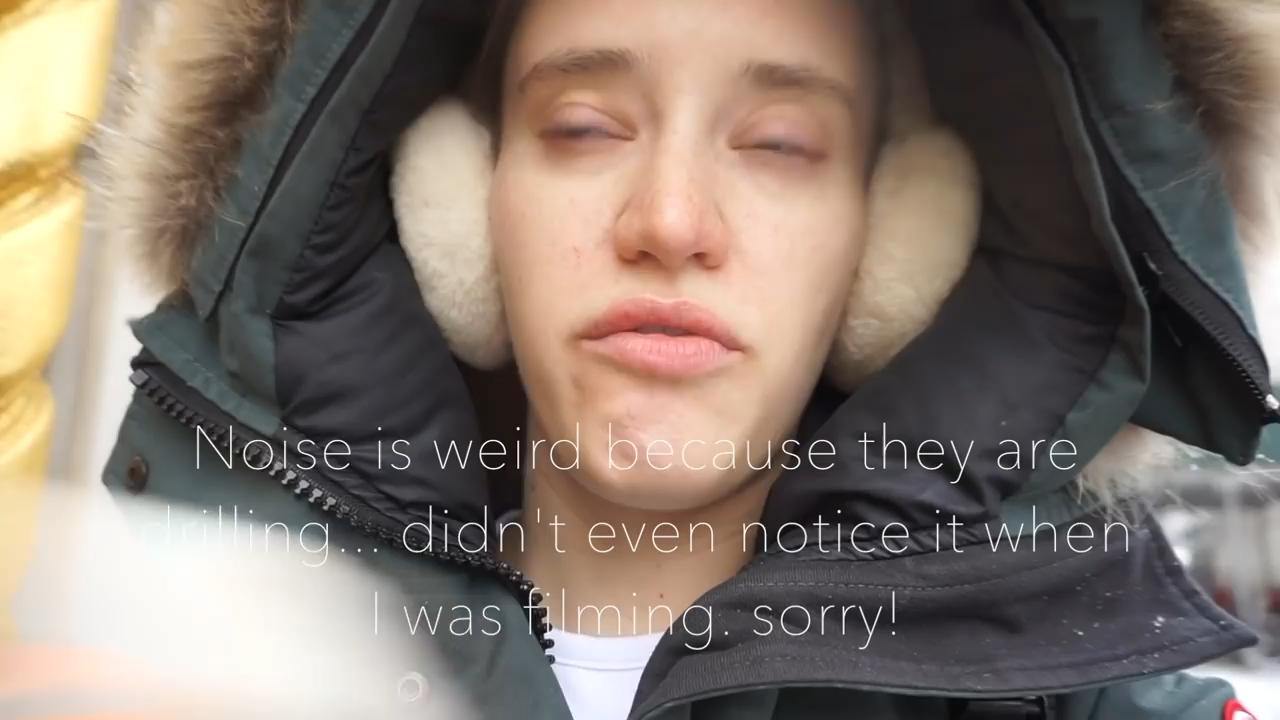 Noise is weird because they are
drilling... didn't even notice it when
I was filming. sorry!